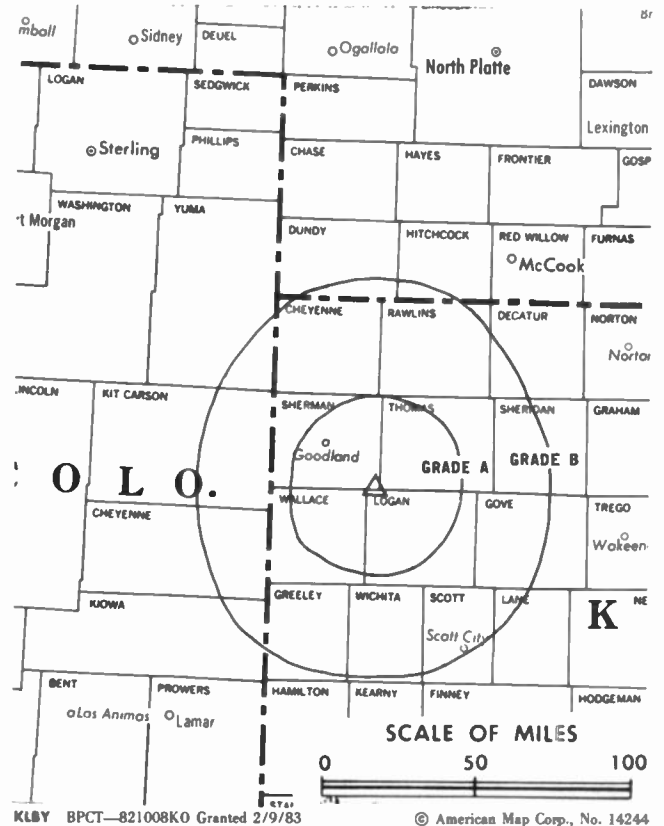 mball
Sidney
DEUEL
Ogallala
North Platte
Br
LOGAN
SEDGWICK
PERKINS
DAWSON
Lexington
Sterling
PHILLIPS
CHASE
HAYES
FRONTIER
GOSP
WASHINGTON
YUMA
rt Morgan
DUNDY
HITCHCOCK
RED WILLOW
FURNAS
McCook
CHEYENNE
RAWLINS
DECATUR
NORTON
Nortor
INCOLN
KIT CARSON
SHERMAN
THOMAS
SHERIDAN
GRAHAM
Goodland
GRADE A
GRADE B
O L O.
WALLACE
LOGAN
GOVE
TREGO
CHEYENNE
Wakeen
KIOWA
GREELEY
WICHITA
SCOTT
LANE
K
NE
Scott City
BENT
PROWERS
HAMILTON
KEARNY
FINNEY
HODGEMAN
Las Animas
Lamar
SCALE OF MILES
0 50 100
KLBY BPCT—821008KO Granted 2/9/83
© American Map Corp., No. 14244